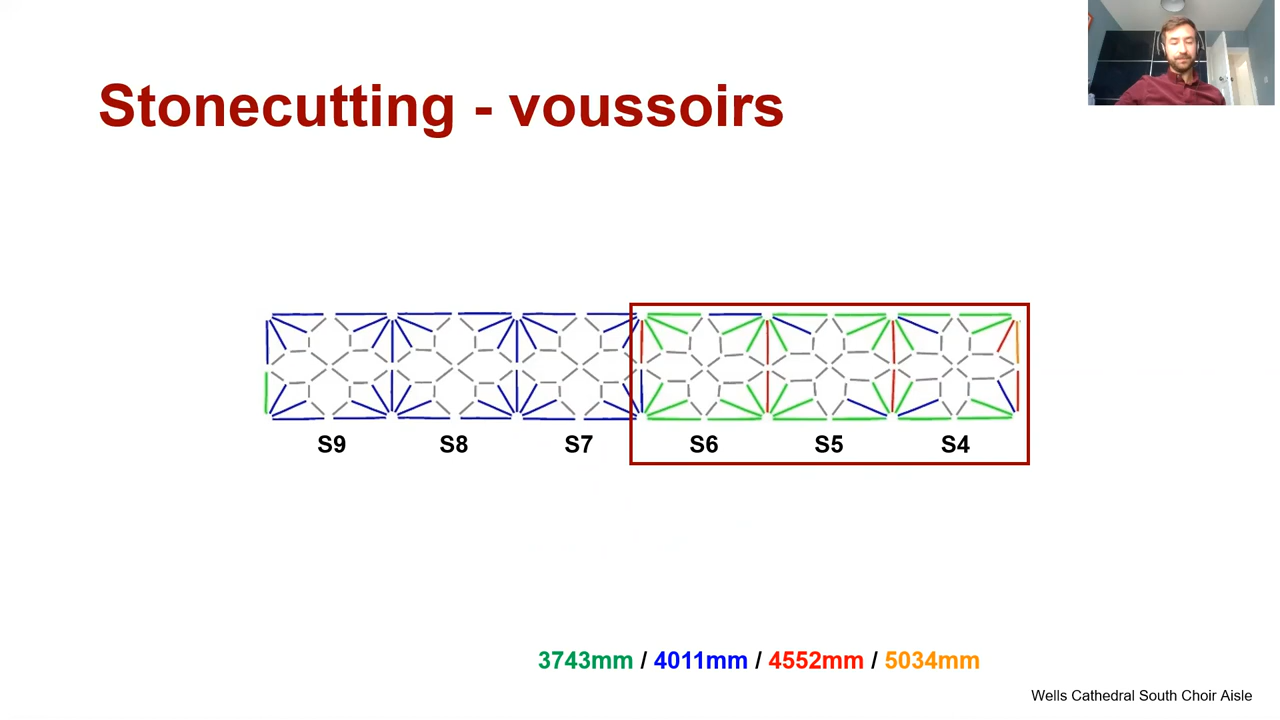 Stonecutting - voussoirs
S9 S8 S7 S6 S5 S4
3743mm / 4011mm / 4552mm / 5034mm
Wells Cathedral South Choir Aisle